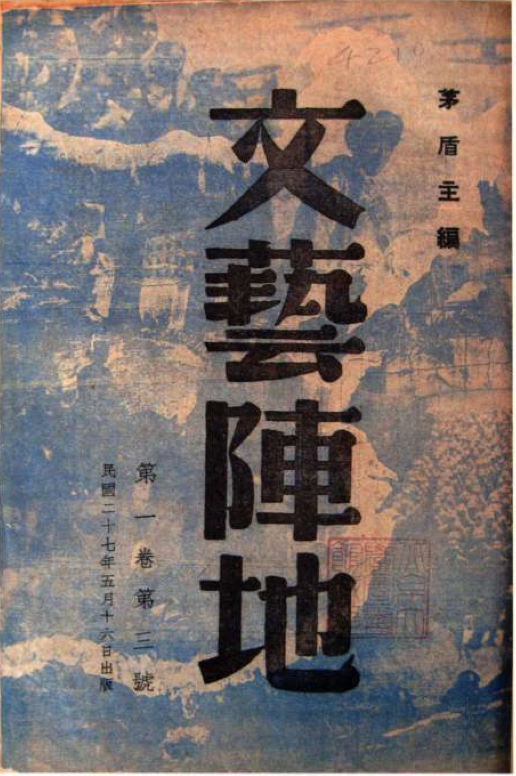 茅盾主編
文藝陣地
第一卷第三號
民國二十七年五月十六日出版